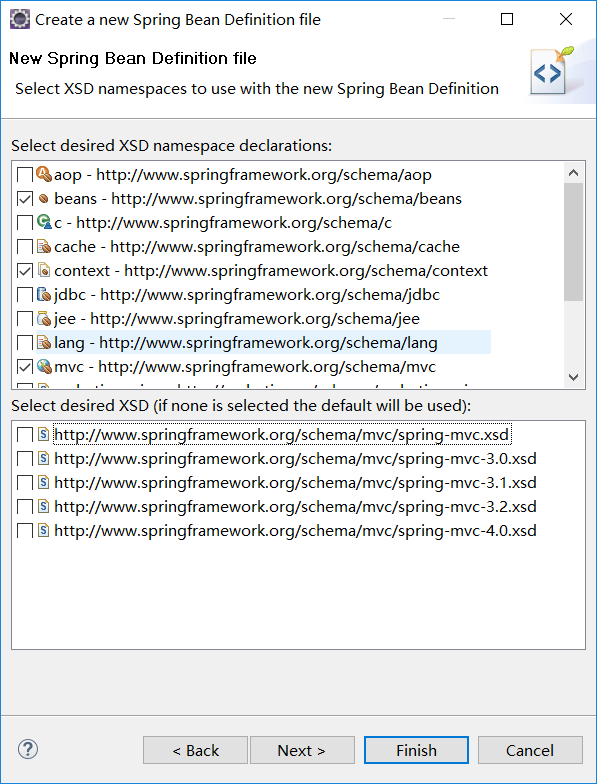 Create a new Spring Bean Definition file
New Spring Bean Definition file
Select XSD namespaces to use with the new Spring Bean Definition
Select desired XSD namespace declarations:
aop - http://www.springframework.org/schema/aop
beans - http://www.springframework.org/schema/beans
c - http://www.springframework.org/schema/c
cache - http://www.springframework.org/schema/cache
context - http://www.springframework.org/schema/context
jdbc - http://www.springframework.org/schema/jdbc
jee - http://www.springframework.org/schema/jee
lang - http://www.springframework.org/schema/lang
mvc - http://www.springframework.org/schema/mvc
Select desired XSD (if none is selected the default will be used):
http://www.springframework.org/schema/mvc/spring-mvc.xsd
http://www.springframework.org/schema/mvc/spring-mvc-3.0.xsd
http://www.springframework.org/schema/mvc/spring-mvc-3.1.xsd
http://www.springframework.org/schema/mvc/spring-mvc-3.2.xsd
http://www.springframework.org/schema/mvc/spring-mvc-4.0.xsd
< Back Next > Finish Cancel